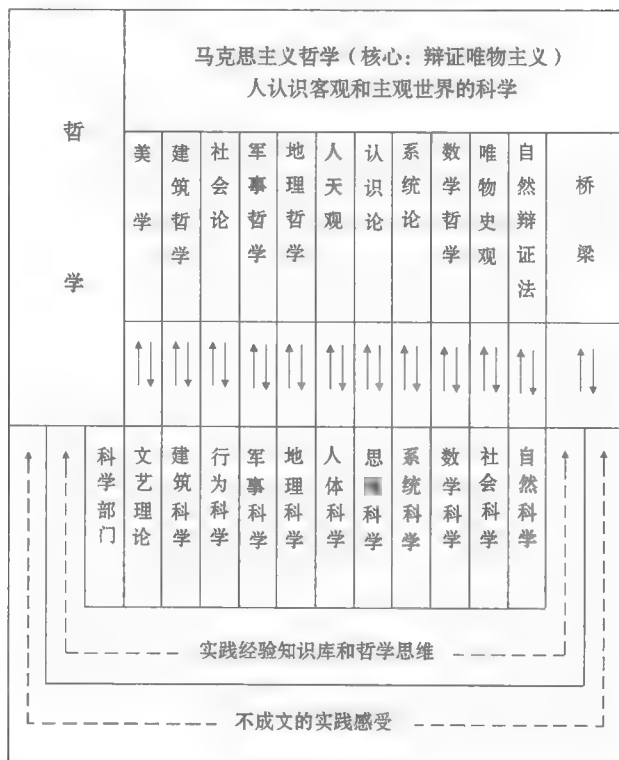 马克思主义哲学（核心：辩证唯物主义）
人认识客观和主观世界的科学
哲学
美学
建筑哲学
社会论
军事哲学
地理哲学
人天观
认识论
系统论
数学哲学
唯物史观
自然辩证法
桥梁
科学部门
文艺理论
建筑科学
行为科学
军事科学
地理科学
人体科学
思科学
系统科学
数学科学
社会科学
自然科学
实践经验知识库和哲学思维
不成文的实践感受